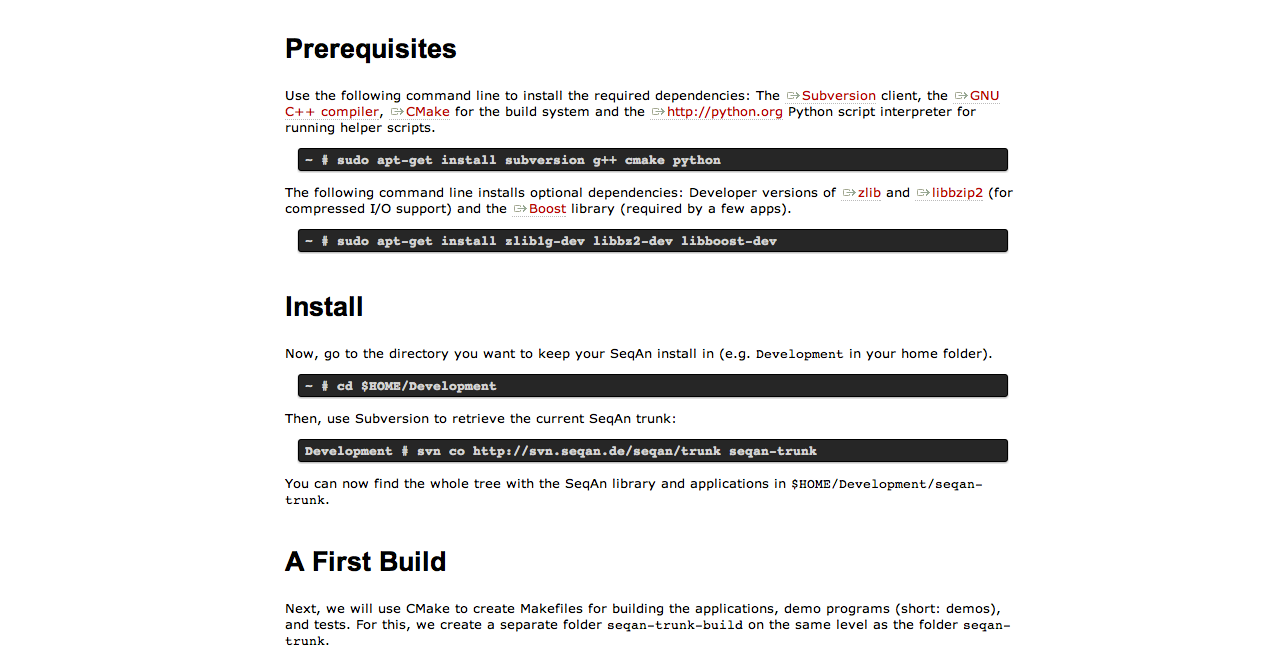 Prerequisites
Use the following command line to install the required dependencies: The Subversion client, the GNU
C++ compiler, CMake for the build system and the http://python.org Python script interpreter for
running helper scripts.
~ # sudo apt-get install subversion g++ cmake python
The following command line installs optional dependencies: Developer versions of zlib and libbzip2 (for
compressed I/O support) and the Boost library (required by a few apps).
~ # sudo apt-get install zlib1g-dev libbz2-dev libboost-dev
Install
Now, go to the directory you want to keep your SeqAn install in (e.g. Development in your home folder).
~ # cd $HOME/Development
Then, use Subversion to retrieve the current SeqAn trunk:
Development # svn co http://svn.seqan.de/seqan/trunk seqan-trunk
You can now find the whole tree with the SeqAn library and applications in $HOME/Development/seqan-
trunk.
A First Build
Next, we will use CMake to create Makefiles for building the applications, demo programs (short: demos),
and tests. For this, we create a separate folder seqan-trunk-build on the same level as the folder seqan-
trunk.